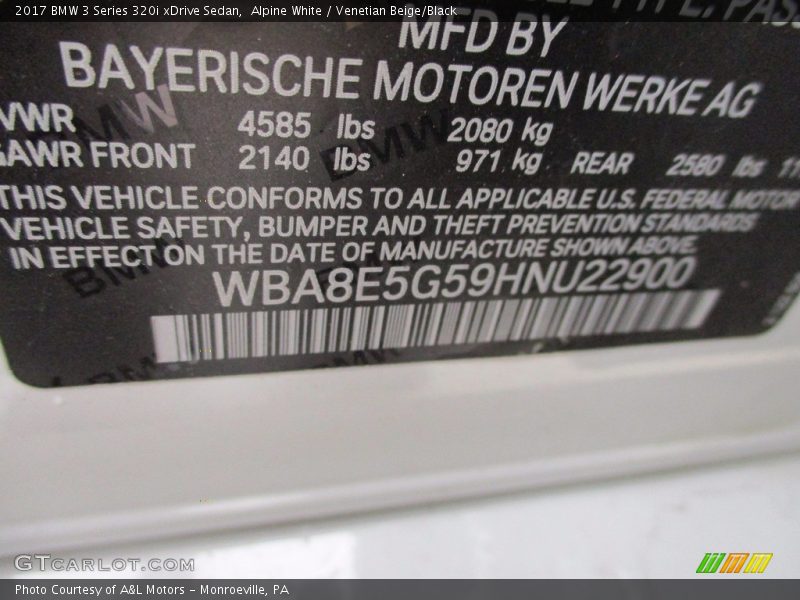 2017 BMW 3 Series 320i xDrive Sedan,  Alpine White / Venetian Beige/Black
MFD BY
BAYERISCHE MOTOREN WERKE AG
VWR 4585 lbs 2080 kg
GAWR FRONT 2140 lbs 971 kg REAR 2580 lbs
THIS VEHICLE CONFORMS TO ALL APPLICABLE U.S. FEDERAL MOTOR
VEHICLE SAFETY, BUMPER AND THEFT PREVENTION STANDARDS
IN EFFECT ON THE DATE OF MANUFACTURE SHOWN ABOVE.
WBA8E5G59HNU22900
GTCARLOT.COM
Photo Courtesy of A&L Motors – Monroeville, PA